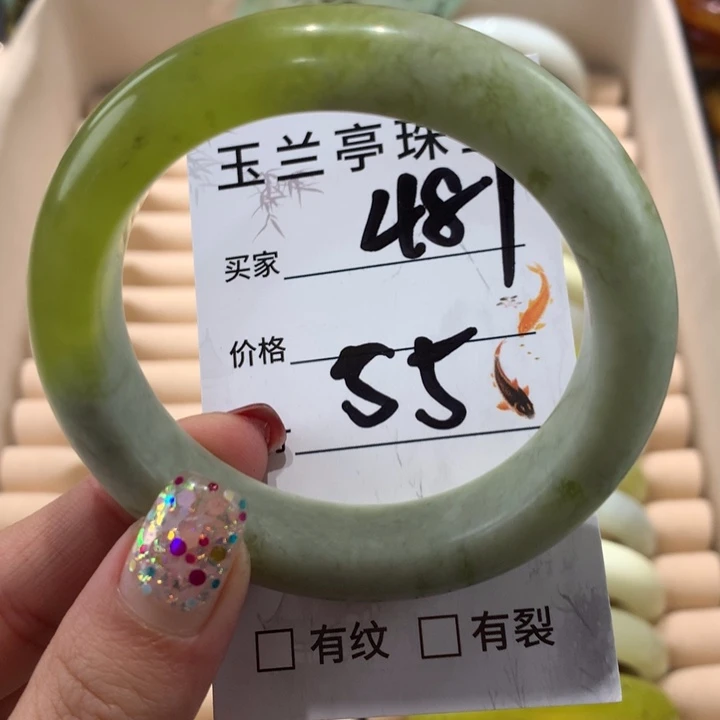 玉兰亭珠
买家 481
价格 55
有纹 有裂